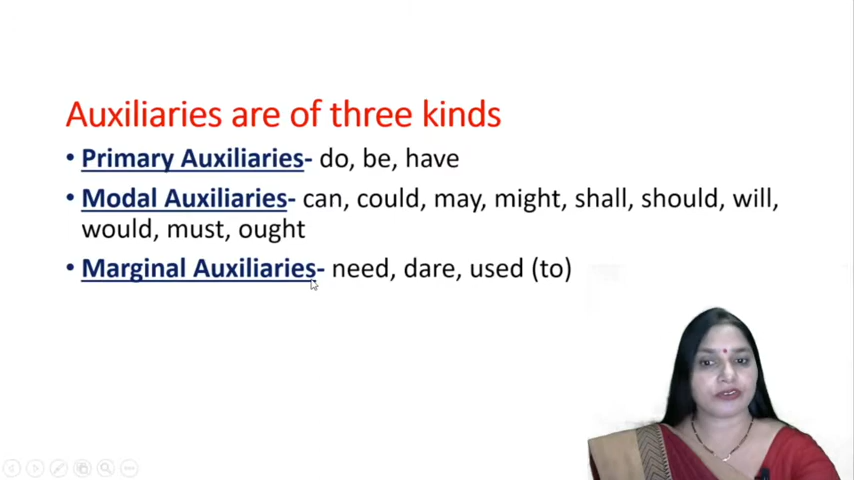 Auxiliaries are of three kinds
• Primary Auxiliaries- do, be, have
• Modal Auxiliaries- can, could, may, might, shall, should, will,
would, must, ought
• Marginal Auxiliaries- need, dare, used (to)